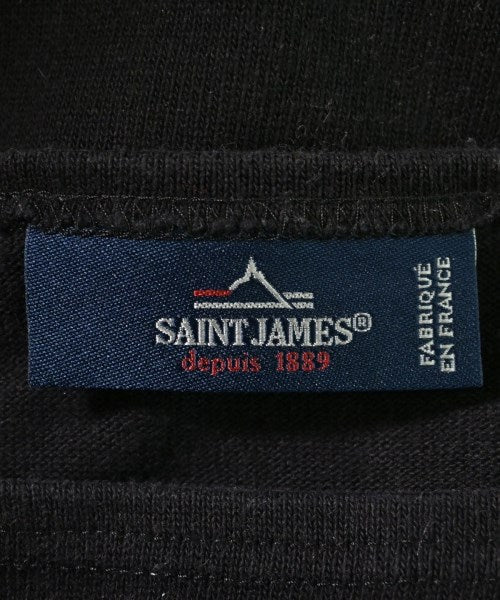 SAINT JAMES®
depuis 1889
FABRIQUÉ
EN FRANCE